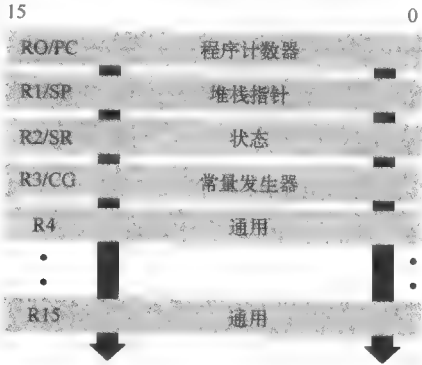 15 0
RO/PC 程序计数器
R1/SP 堆栈指针
R2/SR 状态
R3/CG 常量发生器
R4 通用
R15 通用